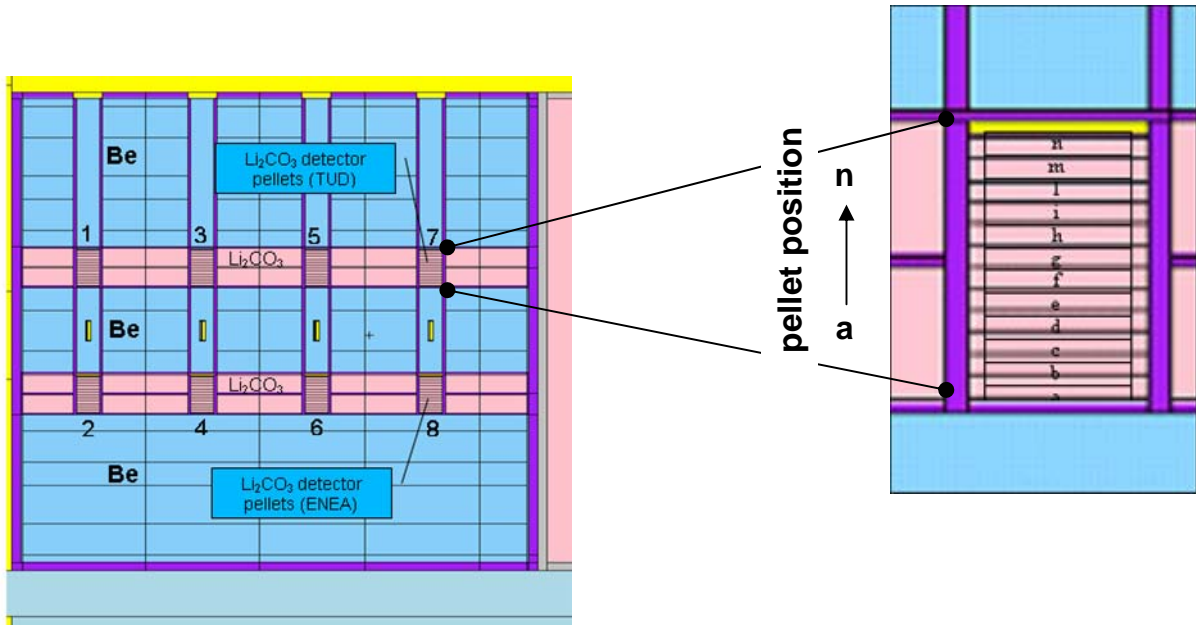 Be
Li₂CO₃ detector
pellets (TUD)
1 3 5 7
Li₂CO₃
Be
Li₂CO₃
2 4 6 8
Be
Li₂CO₃ detector
pellets (ENEA)
pellet position
n
a
n
m
l
i
h
g
f
e
d
c
b